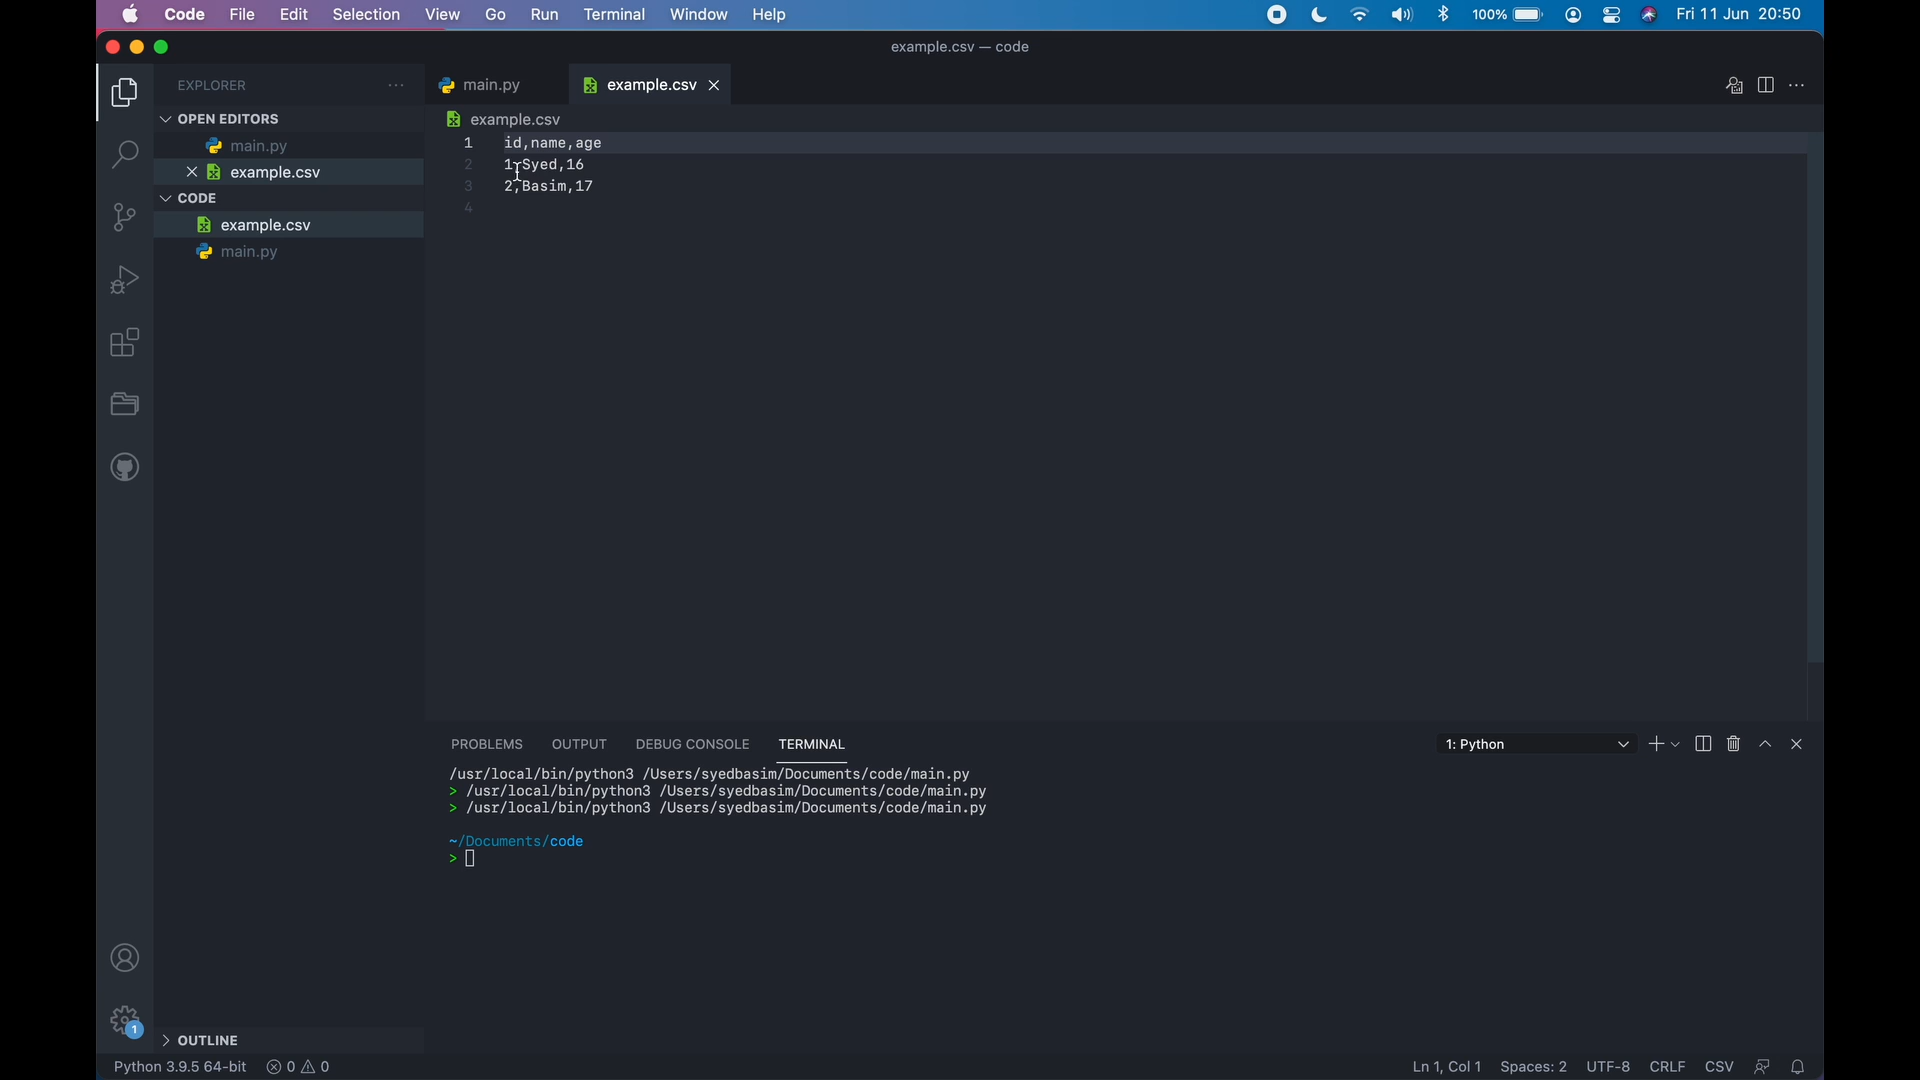 Code File Edit Selection View Go Run Terminal Window Help 100% Fri 11 Jun 20:50
example.csv — code
EXPLORER ···
OPEN EDITORS
main.py
example.csv
CODE
example.csv
main.py
OUTLINE
main.py example.csv
example.csv
1 id,name,age
2 1,Syed,16
3 2,Basim,17
4
PROBLEMS OUTPUT DEBUG CONSOLE TERMINAL 1: Python
/usr/local/bin/python3 /Users/syedbasim/Documents/code/main.py
> /usr/local/bin/python3 /Users/syedbasim/Documents/code/main.py
> /usr/local/bin/python3 /Users/syedbasim/Documents/code/main.py
~/Documents/code
>
1
Python 3.9.5 64-bit 0 0 Ln 1, Col 1 Spaces: 2 UTF-8 CRLF CSV